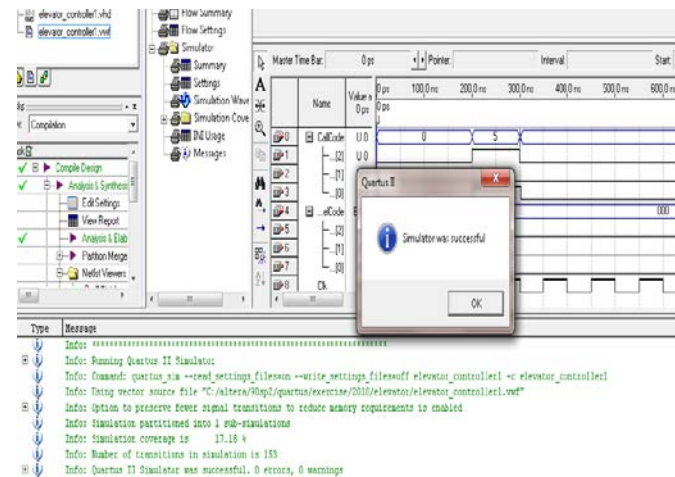 elevator_controller1.vhd
elevator_controller1.vwf
Compilation
Compile Design
Analysis & Synthesis
Edit Settings
View Report
Analysis & Elab
Partition Merge
Netlist Viewers
Flow Summary
Flow Settings
Simulator
Summary
Settings
Simulation Wave
Simulation Cove
INI Usage
Messages
Master Time Bar: 0 ps Pointer: Interval: Start:
Name
0 ps 100.0 ns 200.0 ns 300.0 ns 400.0 ns 500.0 ns 600.0 n
0 ps
0 CallCode U 0 0 5
1 [2] U 0
2 [1]
3 [0]
4 ...elCode 000
5 [2]
6 [1]
7 [0]
8 Clk
Quartus II
Simulator was successful
OK
Type Message
Info: Running Quartus II Simulator
Info: Command: quartus_sim --read_settings_files=on --write_settings_files=off elevator_controller1 -c elevator_controller1
Info: Using vector source file "C:/altera/90sp2/quartus/exercise/2010/elevator/elevator_controller1.vwf"
Info: Option to preserve fewer signal transitions to reduce memory requirements is enabled
Info: Simulation partitioned into 1 sub-simulations
Info: Simulation coverage is 17.18 %
Info: Number of transitions in simulation is 153
Info: Quartus II Simulator was successful. 0 errors, 0 warnings